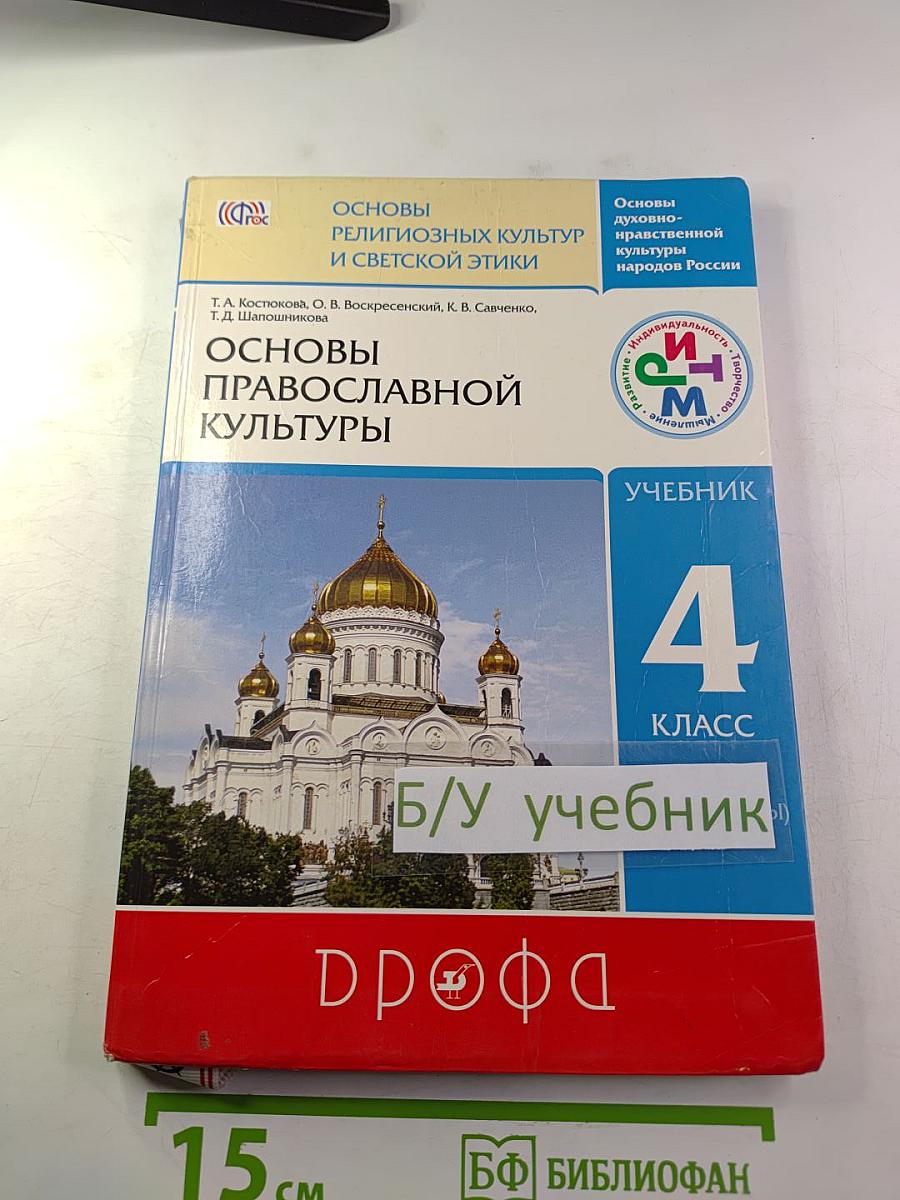 ФГОС
ОСНОВЫ
РЕЛИГИОЗНЫХ КУЛЬТУР
И СВЕТСКОЙ ЭТИКИ
Основы
духовно-
нравственной
культуры
народов России
Т. А. Костюкова, О. В. Воскресенский, К. В. Савченко,
Т. Д. Шапошникова
ОСНОВЫ
ПРАВОСЛАВНОЙ
КУЛЬТУРЫ
Развитие • Индивидуальность • Творчество • Мышление •
РИТМ
УЧЕБНИК
4
КЛАСС
Б/У учебник
дрофа
15 см
БФ БИБЛИОФАН